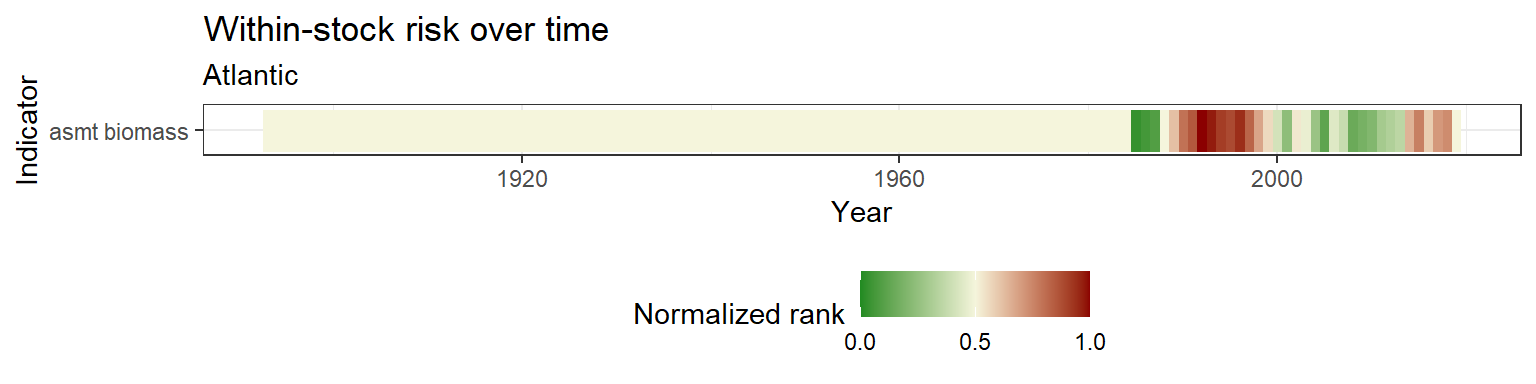 Within-stock risk over time
Atlantic
Indicator
asmt biomass
1920 1960 2000
Year
Normalized rank
0.0 0.5 1.0